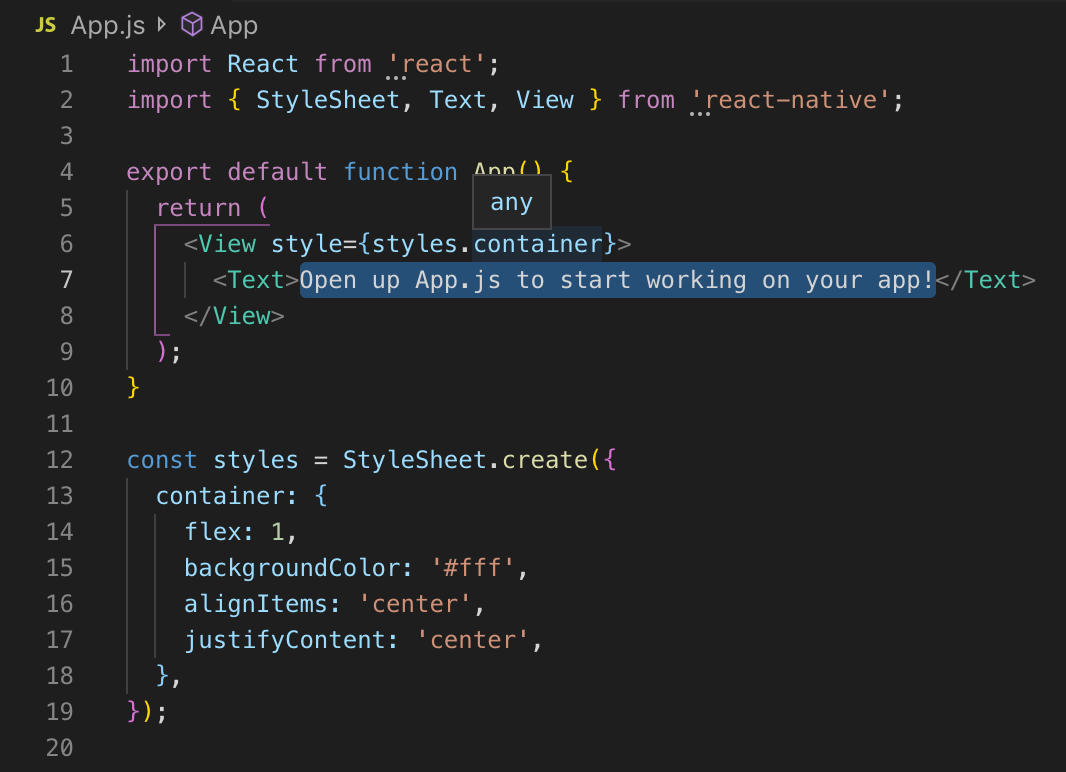 JS App.js App
1 import React from 'react';
2 import { StyleSheet, Text, View } from 'react-native';
3
4 export default function App() {
any
5   return (
6     <View style={styles.container}>
7       <Text>Open up App.js to start working on your app!</Text>
8     </View>
9   );
10 }
11
12 const styles = StyleSheet.create({
13   container: {
14     flex: 1,
15     backgroundColor: '#fff',
16     alignItems: 'center',
17     justifyContent: 'center',
18   },
19 });
20